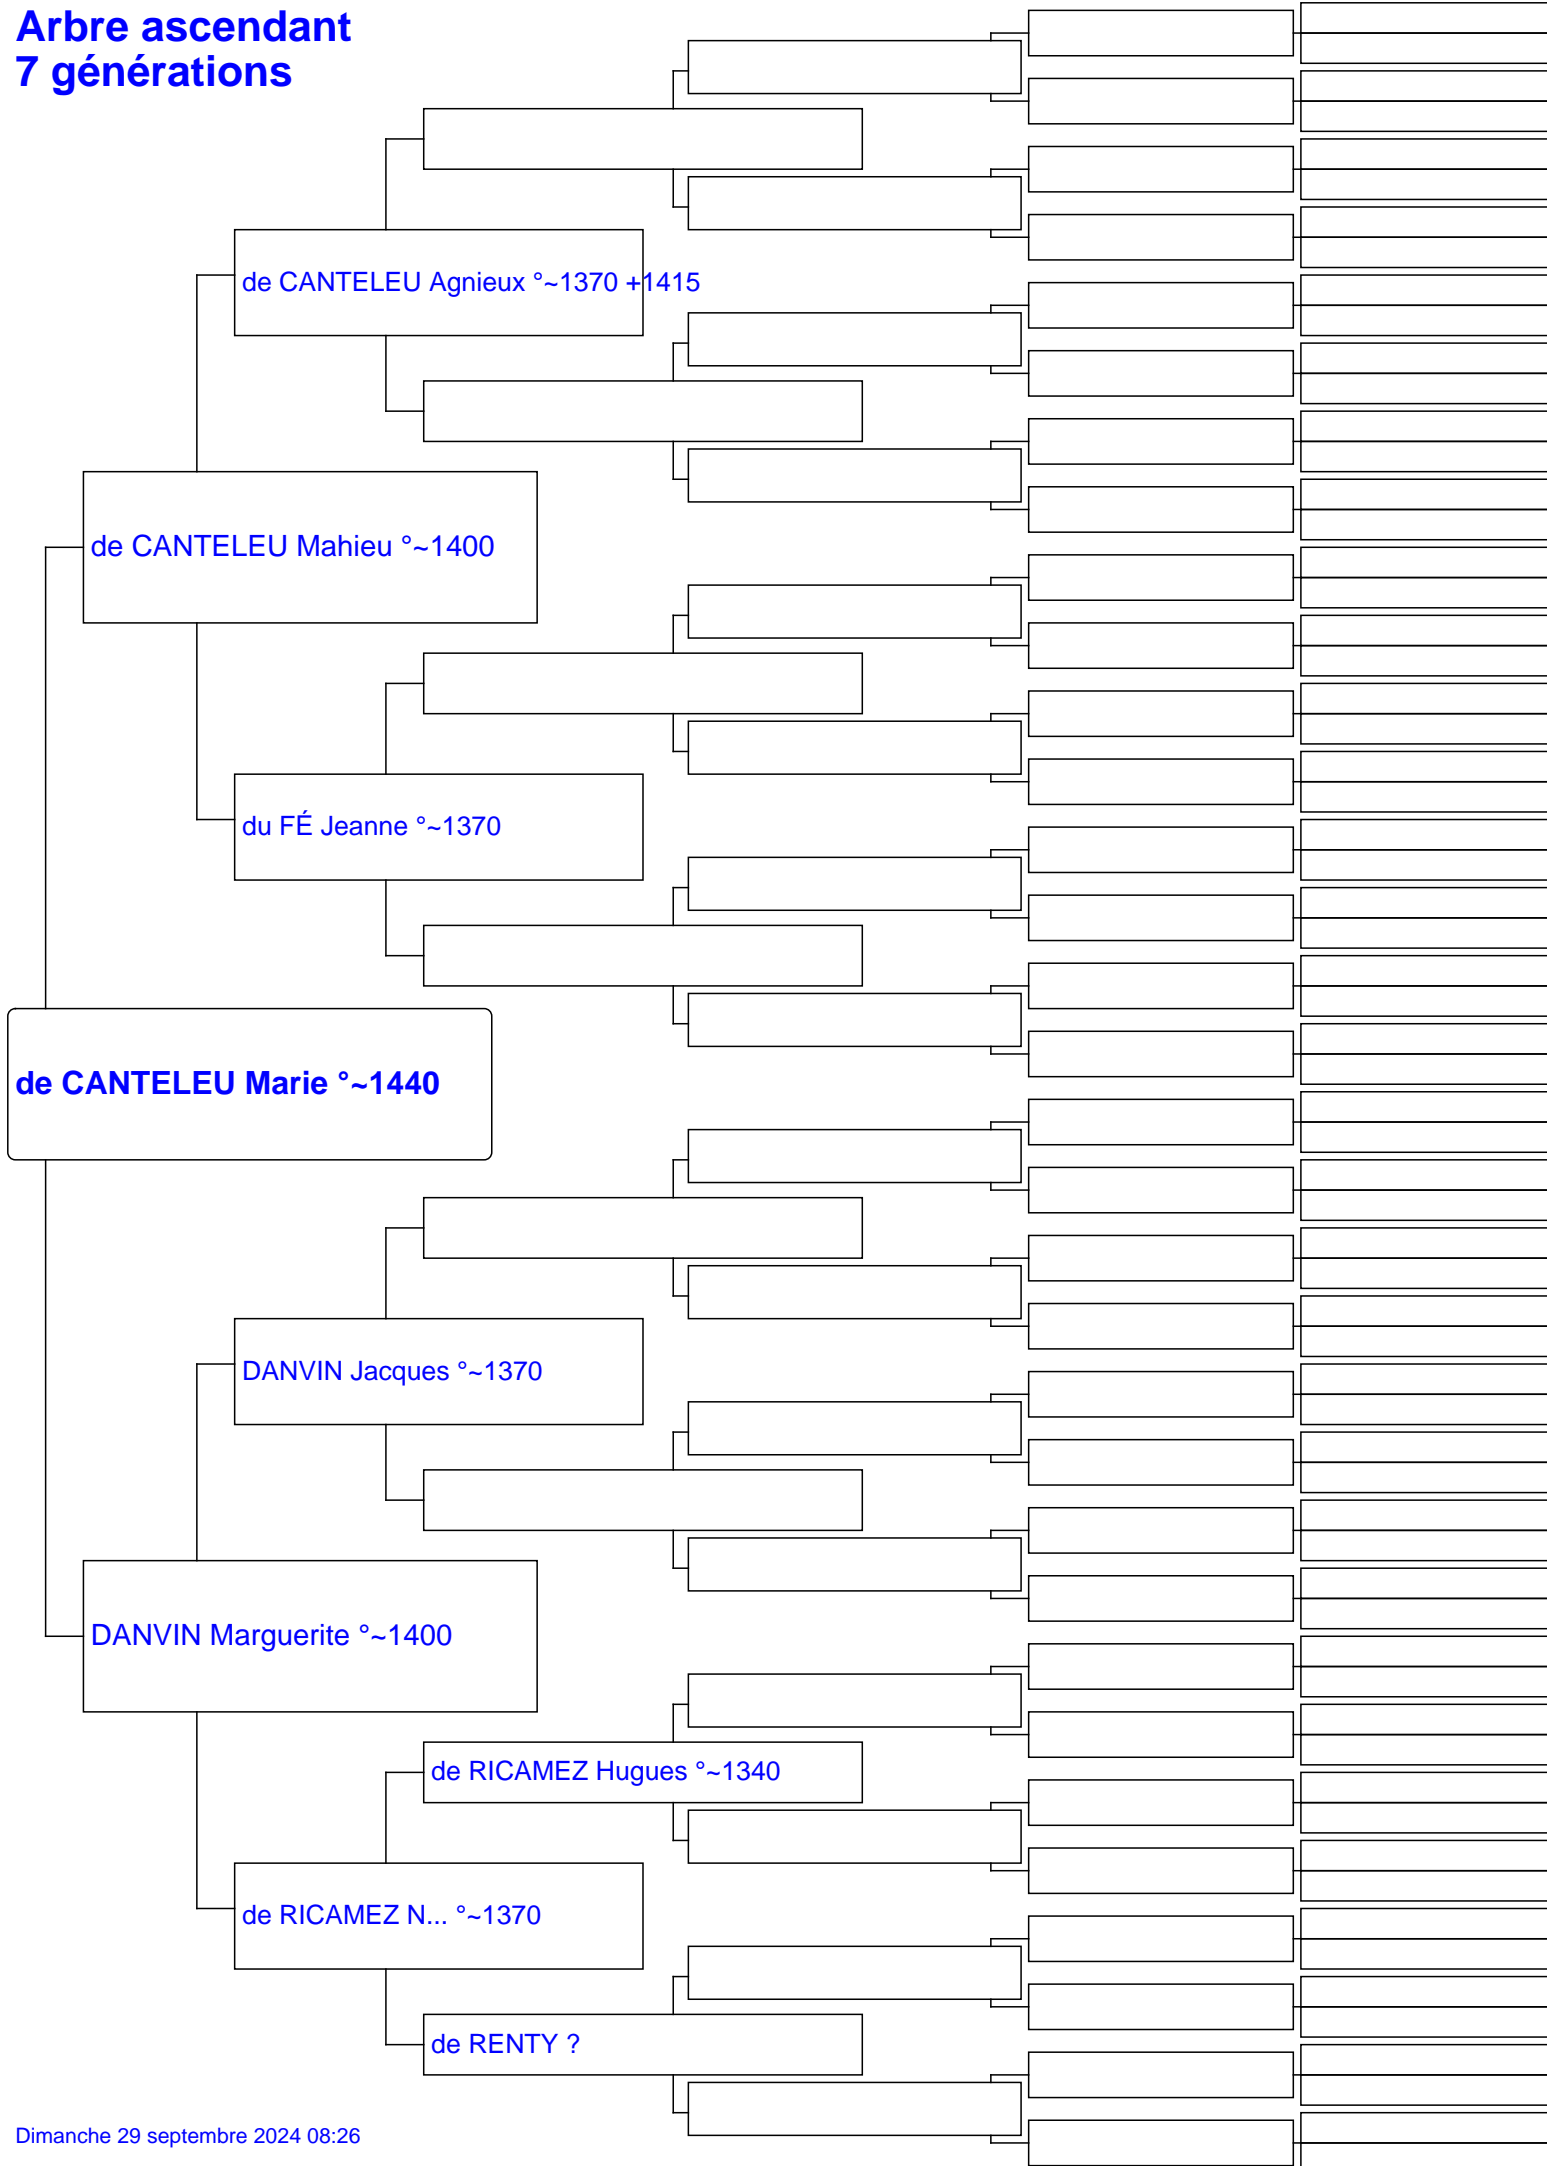 Arbre ascendant
7 générations
de CANTELEU Agnieux °~1370 +1415
de CANTELEU Mahieu °~1400
du FÉ Jeanne °~1370
de CANTELEU Marie °~1440
DANVIN Jacques °~1370
DANVIN Marguerite °~1400
de RICAMEZ Hugues °~1340
de RICAMEZ N... °~1370
de RENTY ?
Dimanche 29 septembre 2024 08:26